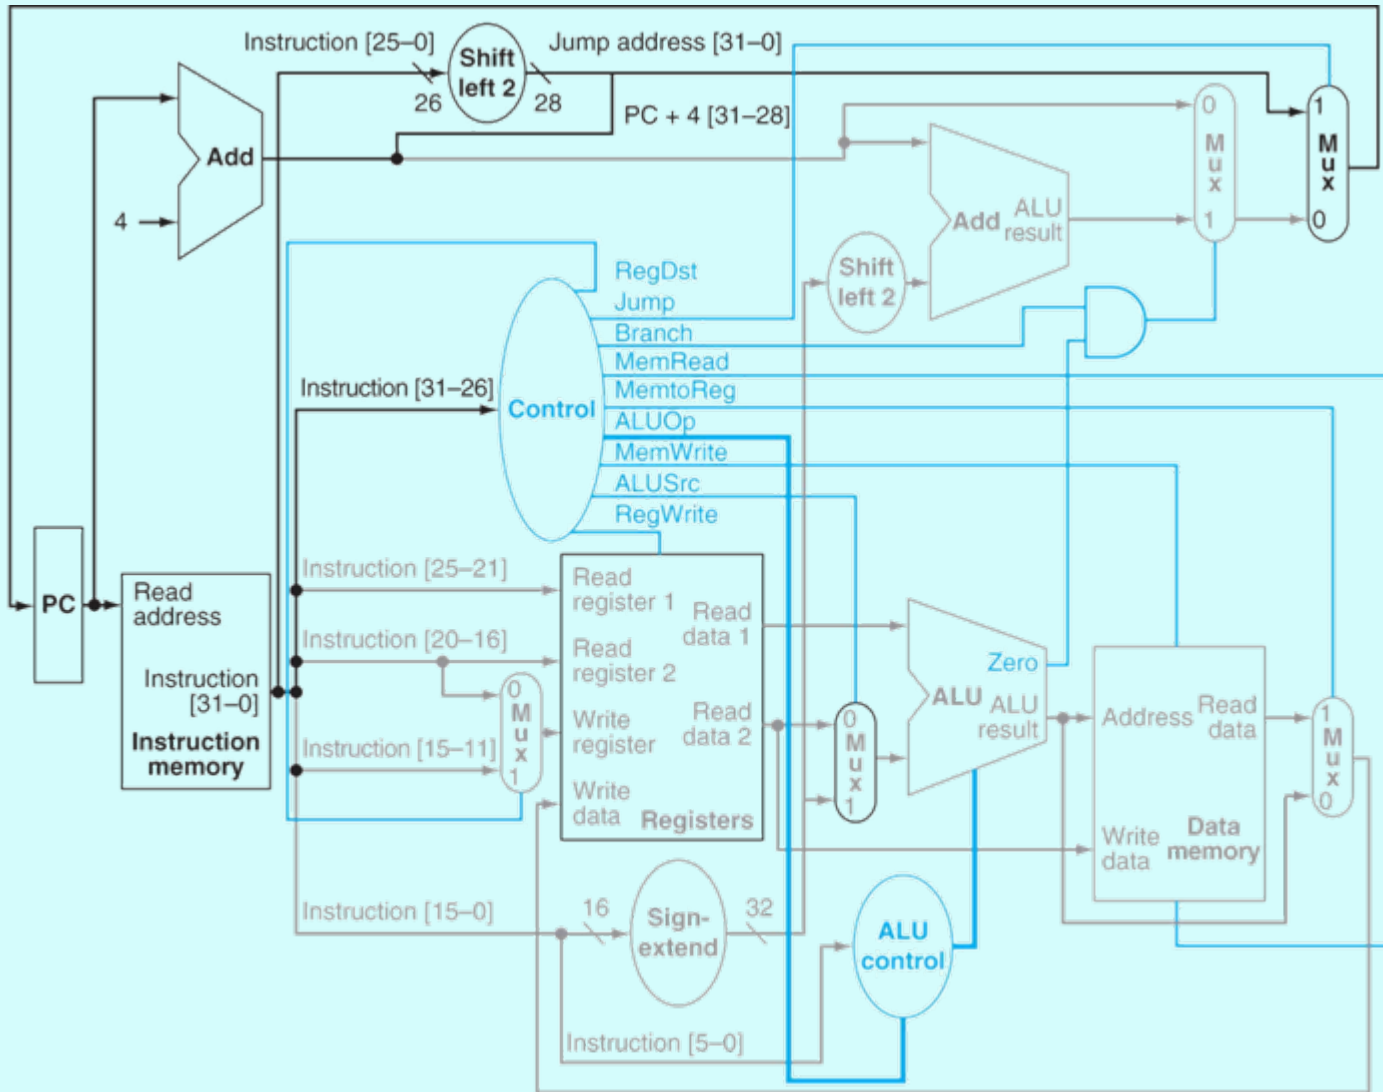 Instruction [25–0]
Jump address [31–0]
Shift
left 2
26
28
PC + 4 [31–28]
Add
4
0
M
u
x
1
1
M
u
x
0
Add
ALU
result
Shift
left 2
RegDst
Jump
Branch
MemRead
MemtoReg
ALUOp
MemWrite
ALUSrc
RegWrite
Instruction [31–26]
Control
PC
Read
address
Instruction
[31–0]
Instruction
memory
Instruction [25–21]
Instruction [20–16]
Instruction [15–11]
0
M
u
x
1
Read
register 1
Read
register 2
Write
register
Write
data
Read
data 1
Read
data 2
Registers
0
M
u
x
1
Zero
ALU
ALU
result
Address
Read
data
Write
data
Data
memory
1
M
u
x
0
Instruction [15–0]
16
Sign-
extend
32
ALU
control
Instruction [5–0]